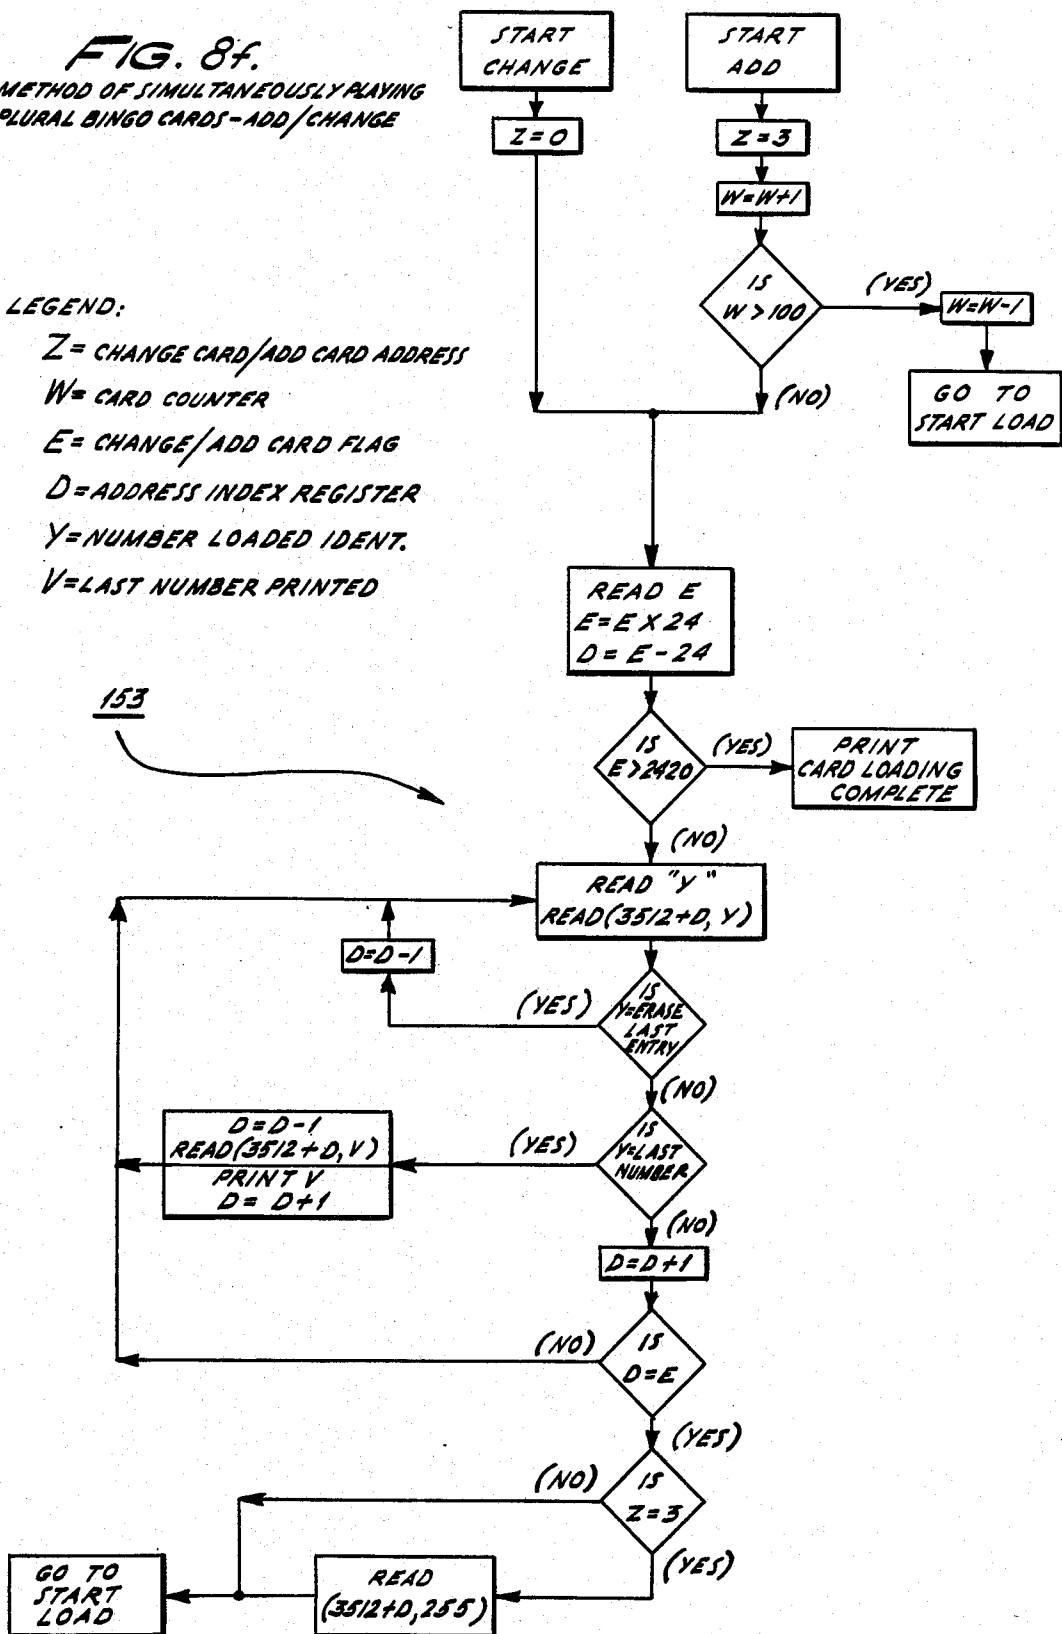 FIG. 8f.
METHOD OF SIMULTANEOUSLY PLAYING
PLURAL BINGO CARDS-ADD/CHANGE
START
CHANGE
START
ADD
Z=0
Z=3
W=W+1
IS
W>100
(YES)
W=W-1
(NO)
GO TO
START LOAD
LEGEND:
Z= CHANGE CARD/ADD CARD ADDRESS
W= CARD COUNTER
E= CHANGE/ADD CARD FLAG
D=ADDRESS INDEX REGISTER
Y=NUMBER LOADED IDENT.
V=LAST NUMBER PRINTED
READ E
E=E X 24
D=E-24
153
IS
E>2420
(YES)
PRINT
CARD LOADING
COMPLETE
(NO)
READ "Y"
READ(3512+D, Y)
D=D-1
(YES)
IS
Y=ERASE
LAST
ENTRY
(NO)
D=D-1
READ(3512+D, V)
PRINT V
D= D+1
(YES)
IS
Y=LAST
NUMBER
(NO)
D=D+1
(NO)
IS
D=E
(YES)
(NO)
IS
Z=3
(YES)
GO TO
START
LOAD
READ
(3512+D, 255)